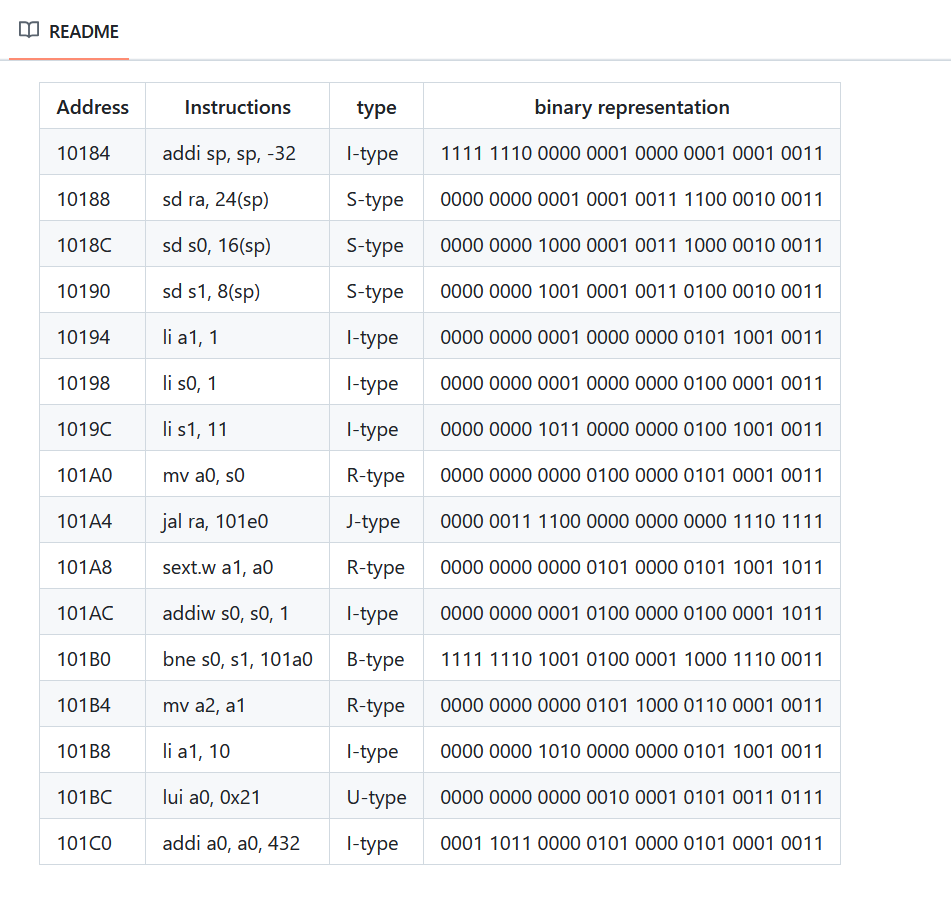 README
Address Instructions type binary representation
10184 addi sp, sp, -32 I-type 1111 1110 0000 0001 0000 0001 0001 0011
10188 sd ra, 24(sp) S-type 0000 0000 0001 0001 0011 1100 0010 0011
1018C sd s0, 16(sp) S-type 0000 0000 1000 0001 0011 1000 0010 0011
10190 sd s1, 8(sp) S-type 0000 0000 1001 0001 0011 0100 0010 0011
10194 li a1, 1 I-type 0000 0000 0001 0000 0000 0101 1001 0011
10198 li s0, 1 I-type 0000 0000 0001 0000 0000 0100 0001 0011
1019C li s1, 11 I-type 0000 0000 1011 0000 0000 0100 1001 0011
101A0 mv a0, s0 R-type 0000 0000 0000 0100 0000 0101 0001 0011
101A4 jal ra, 101e0 J-type 0000 0011 1100 0000 0000 0000 1110 1111
101A8 sext.w a1, a0 R-type 0000 0000 0000 0101 0000 0101 1001 1011
101AC addiw s0, s0, 1 I-type 0000 0000 0001 0100 0000 0100 0001 1011
101B0 bne s0, s1, 101a0 B-type 1111 1110 1001 0100 0001 1000 1110 0011
101B4 mv a2, a1 R-type 0000 0000 0000 0101 1000 0110 0001 0011
101B8 li a1, 10 I-type 0000 0000 1010 0000 0000 0101 1001 0011
101BC lui a0, 0x21 U-type 0000 0000 0000 0010 0001 0101 0011 0111
101C0 addi a0, a0, 432 I-type 0001 1011 0000 0101 0000 0101 0001 0011